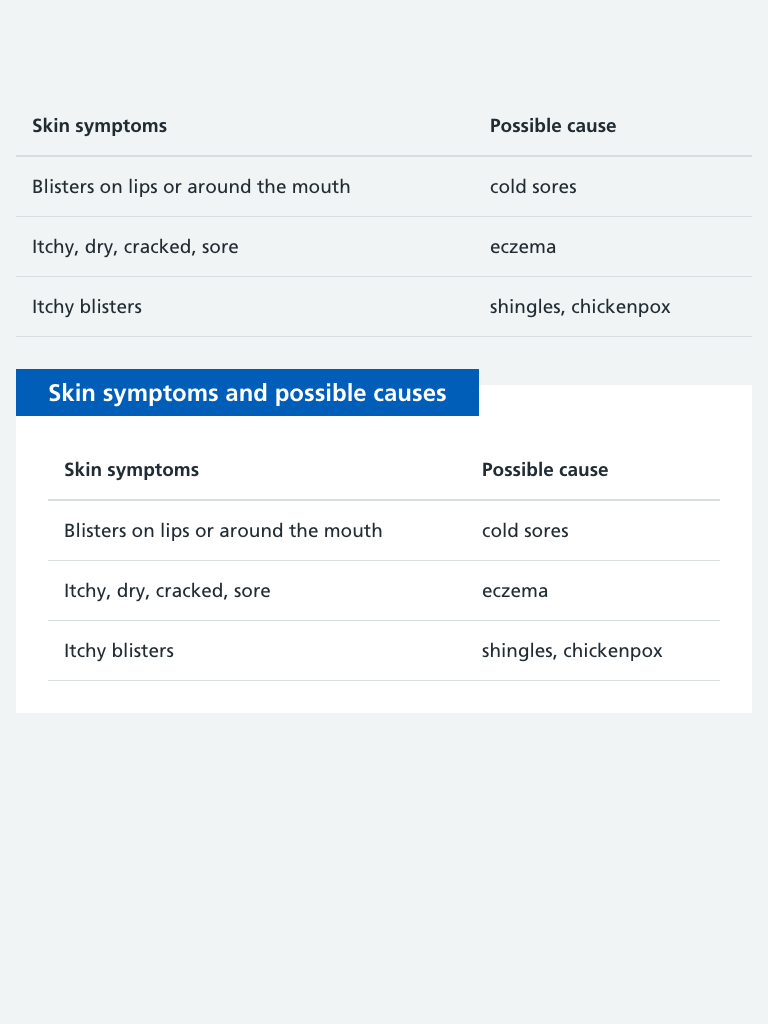 Skin symptoms Possible cause
Blisters on lips or around the mouth cold sores
Itchy, dry, cracked, sore eczema
Itchy blisters shingles, chickenpox
Skin symptoms and possible causes
Skin symptoms Possible cause
Blisters on lips or around the mouth cold sores
Itchy, dry, cracked, sore eczema
Itchy blisters shingles, chickenpox